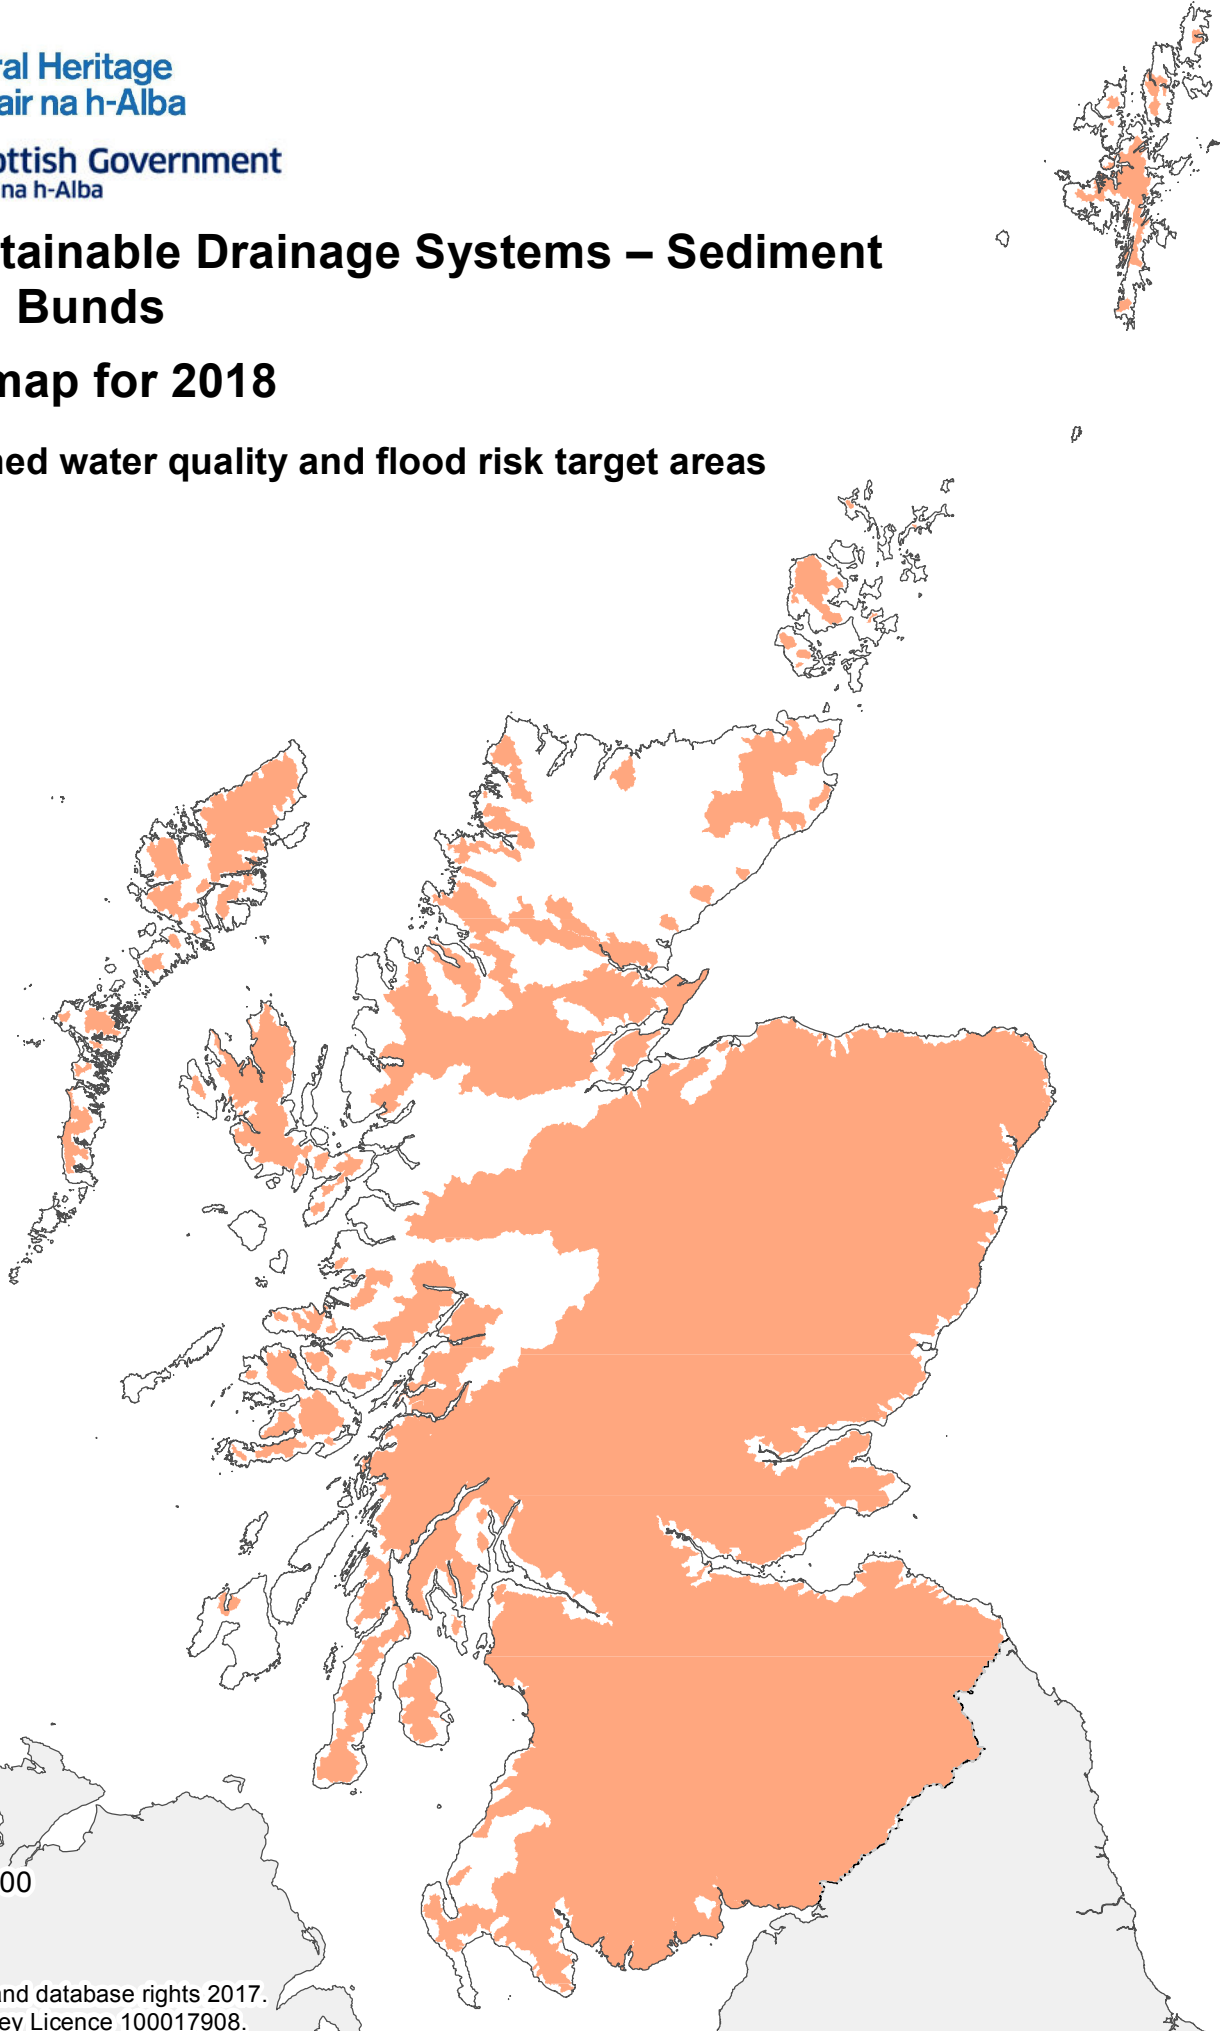 ral Heritage
air na h-Alba
ottish Government
na h-Alba
tainable Drainage Systems – Sediment
Bunds
map for 2018
ned water quality and flood risk target areas
00
and database rights 2017.
ey Licence 100017908.